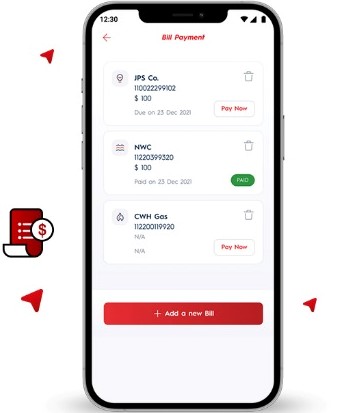 12:30
Bill Payment
JPS Co.
110022299102
$ 100
Due on 23 Dec 2021
Pay Now
NWC
11220399320
$ 100
Paid on 23 Dec 2021
PAID
CWH Gas
112200119920
N/A
N/A
Pay Now
$
+ Add a new Bill